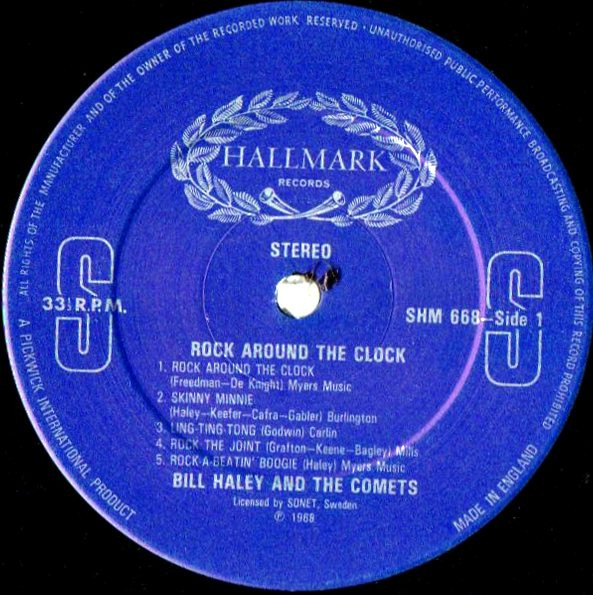 ALL RIGHTS OF THE MANUFACTURER AND OF THE OWNER OF THE RECORDED WORK RESERVED · UNAUTHORISED PUBLIC PERFORMANCE BROADCASTING AND COPYING OF THIS RECORD PROHIBITED
HALLMARK
RECORDS
STEREO
S
S
33⅓ R.P.M.
SHM 668-Side 1
ROCK AROUND THE CLOCK
1. ROCK AROUND THE CLOCK
(Freedman-De Knight) Myers Music
2. SKINNY MINNIE
(Haley-Keefer-Cafra-Gabler) Burlington
3. LING-TING-TONG (Godwin) Carlin
4. ROCK THE JOINT (Grafton-Keene-Bagley) Mills
5. ROCK-A-BEATIN' BOOGIE (Haley) Myers Music
BILL HALEY AND THE COMETS
Licensed by SONET, Sweden
℗ 1968
A PICKWICK INTERNATIONAL PRODUCT
MADE IN ENGLAND